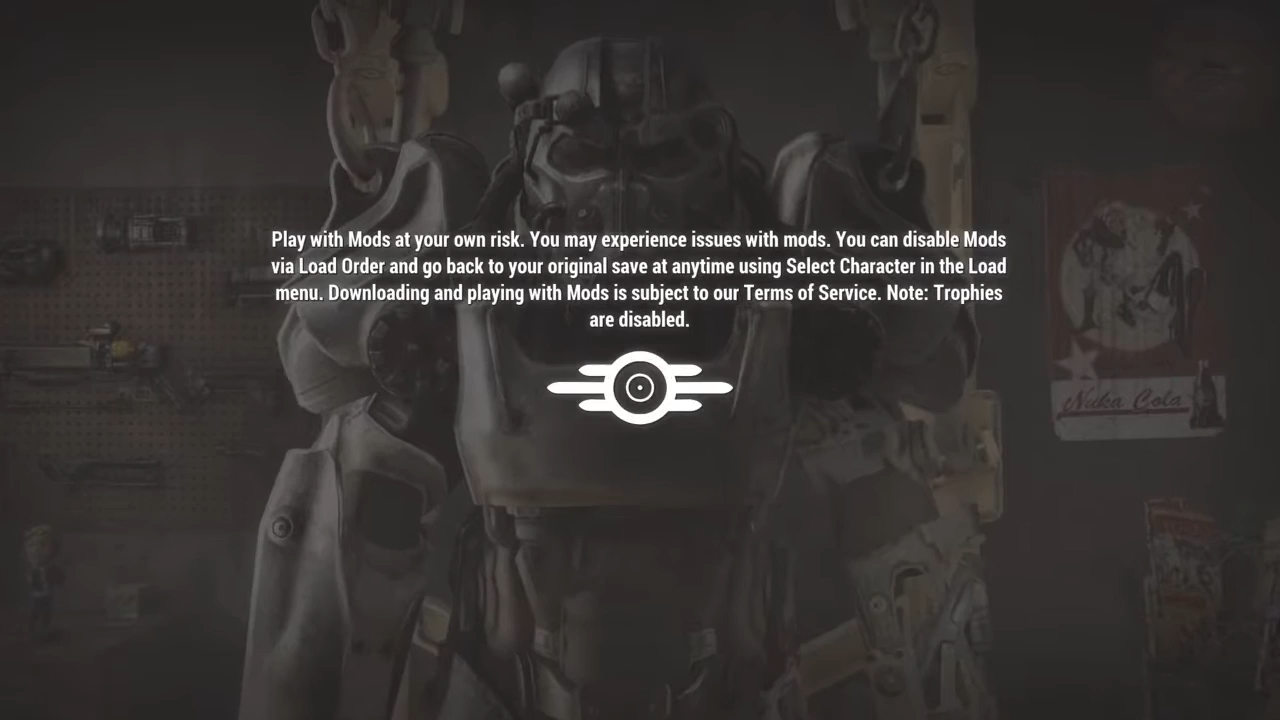 Play with Mods at your own risk. You may experience issues with mods. You can disable Mods
via Load Order and go back to your original save at anytime using Select Character in the Load
menu. Downloading and playing with Mods is subject to our Terms of Service. Note: Trophies
are disabled.
Nuka Cola